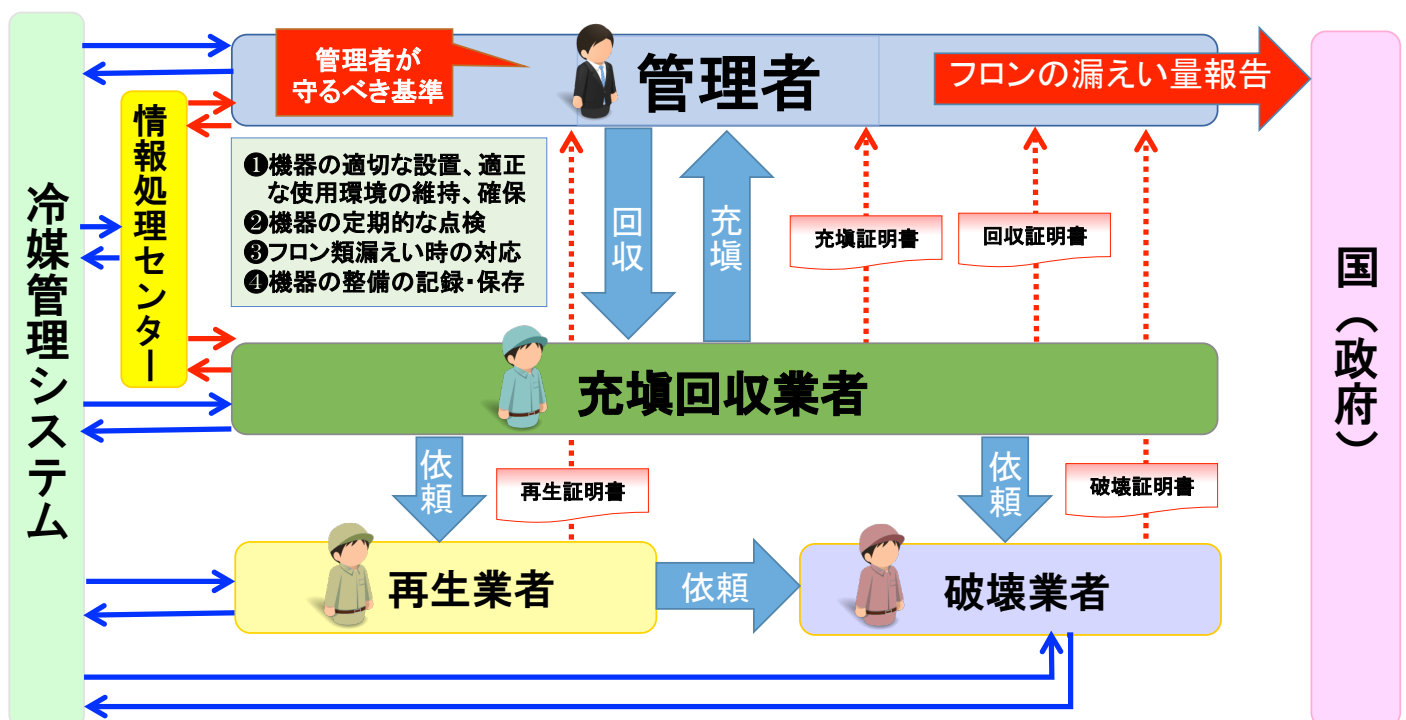 冷媒管理システム
情報処理センター
管理者が
守るべき基準
管理者
フロンの漏えい量報告
国(政府)
❶機器の適切な設置、適正
な使用環境の維持、確保
❷機器の定期的な点検
❸フロン類漏えい時の対応
❹機器の整備の記録・保存
回収
充塡
充塡証明書
回収証明書
充塡回収業者
依頼
再生証明書
依頼
破壊証明書
再生業者
依頼
破壊業者